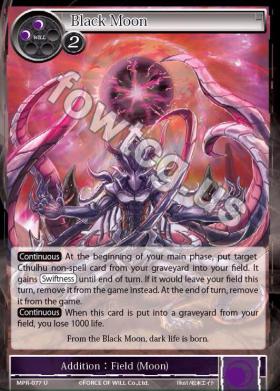 Black Moon
WILL
2
fowtcg.us
Continuous At the beginning of your main phase, put target
Cthulhu non-spell card from your graveyard into your field. It
gains Swiftness until end of turn. If it would leave your field this
turn, remove it from the game instead. At the end of turn, remove
it from the game.
Continuous When this card is put into a graveyard from your
field, you lose 1000 life.
From the Black Moon, dark life is born.
Addition : Field (Moon)
MPR-077 U
©FORCE OF WILL Co.,Ltd.